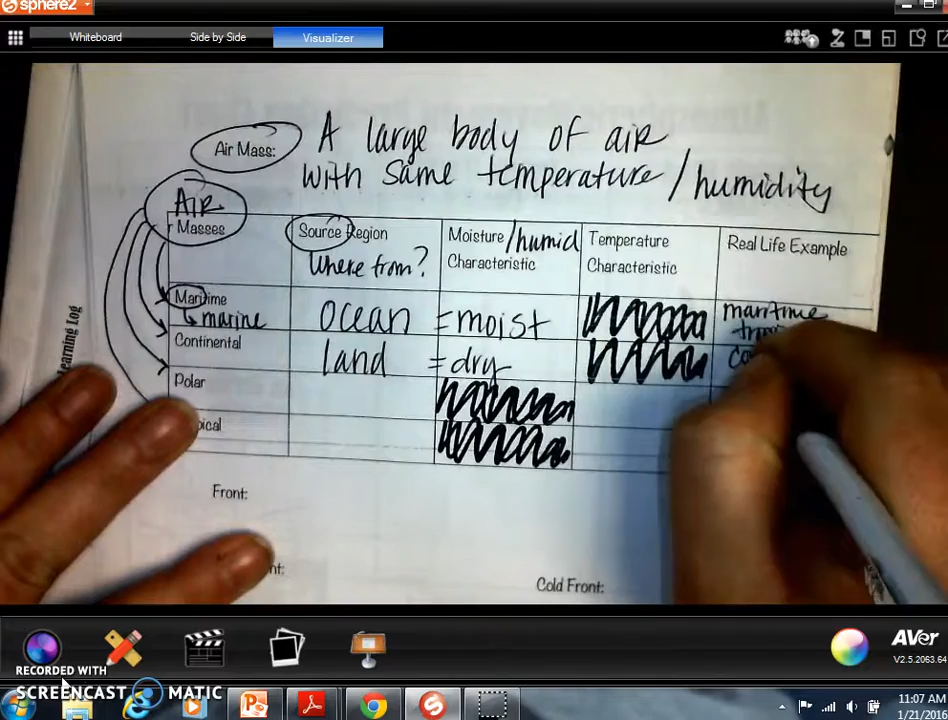 sphere2
Whiteboard Side by Side Visualizer
Air Mass: A large body of air
with same temperature / humidity
AIR
Masses
Source Region
Where from?
Moisture /humid
Characteristic
Temperature
Characteristic
Real Life Example
Maritime
marine
ocean
= moist
maritime
Continental
land
= dry
Polar
earning Log
Front:
Cold Front:
RECORDED WITH
SCREENCAST MATIC
AVer
V2.5.2063.64
11:07 AM
1/21/2016